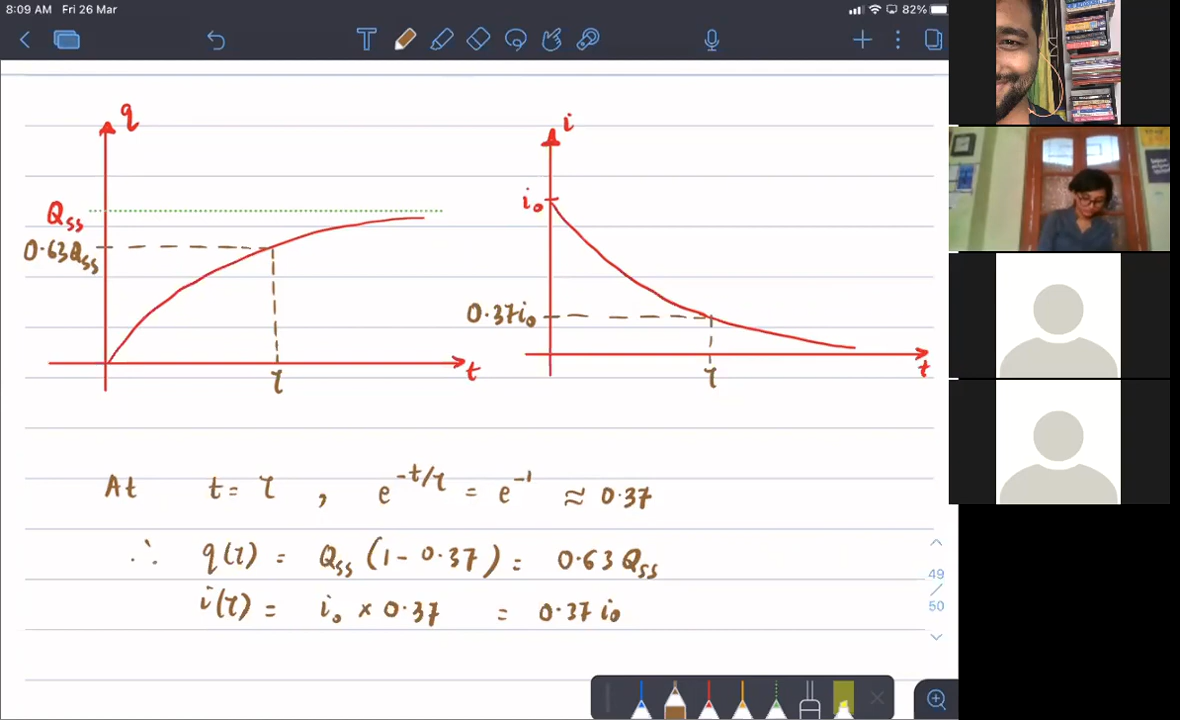 8:09 AM Fri 26 Mar
82%
q
i
Qss
i₀
0.63Qss
0.37i₀
t
t
τ
τ
At t = τ , e^(-t/τ) = e^(-1) ≈ 0.37
∴ q(τ) = Qss (1 - 0.37) = 0.63 Qss
i(τ) = i₀ × 0.37 = 0.37 i₀
49
/
50